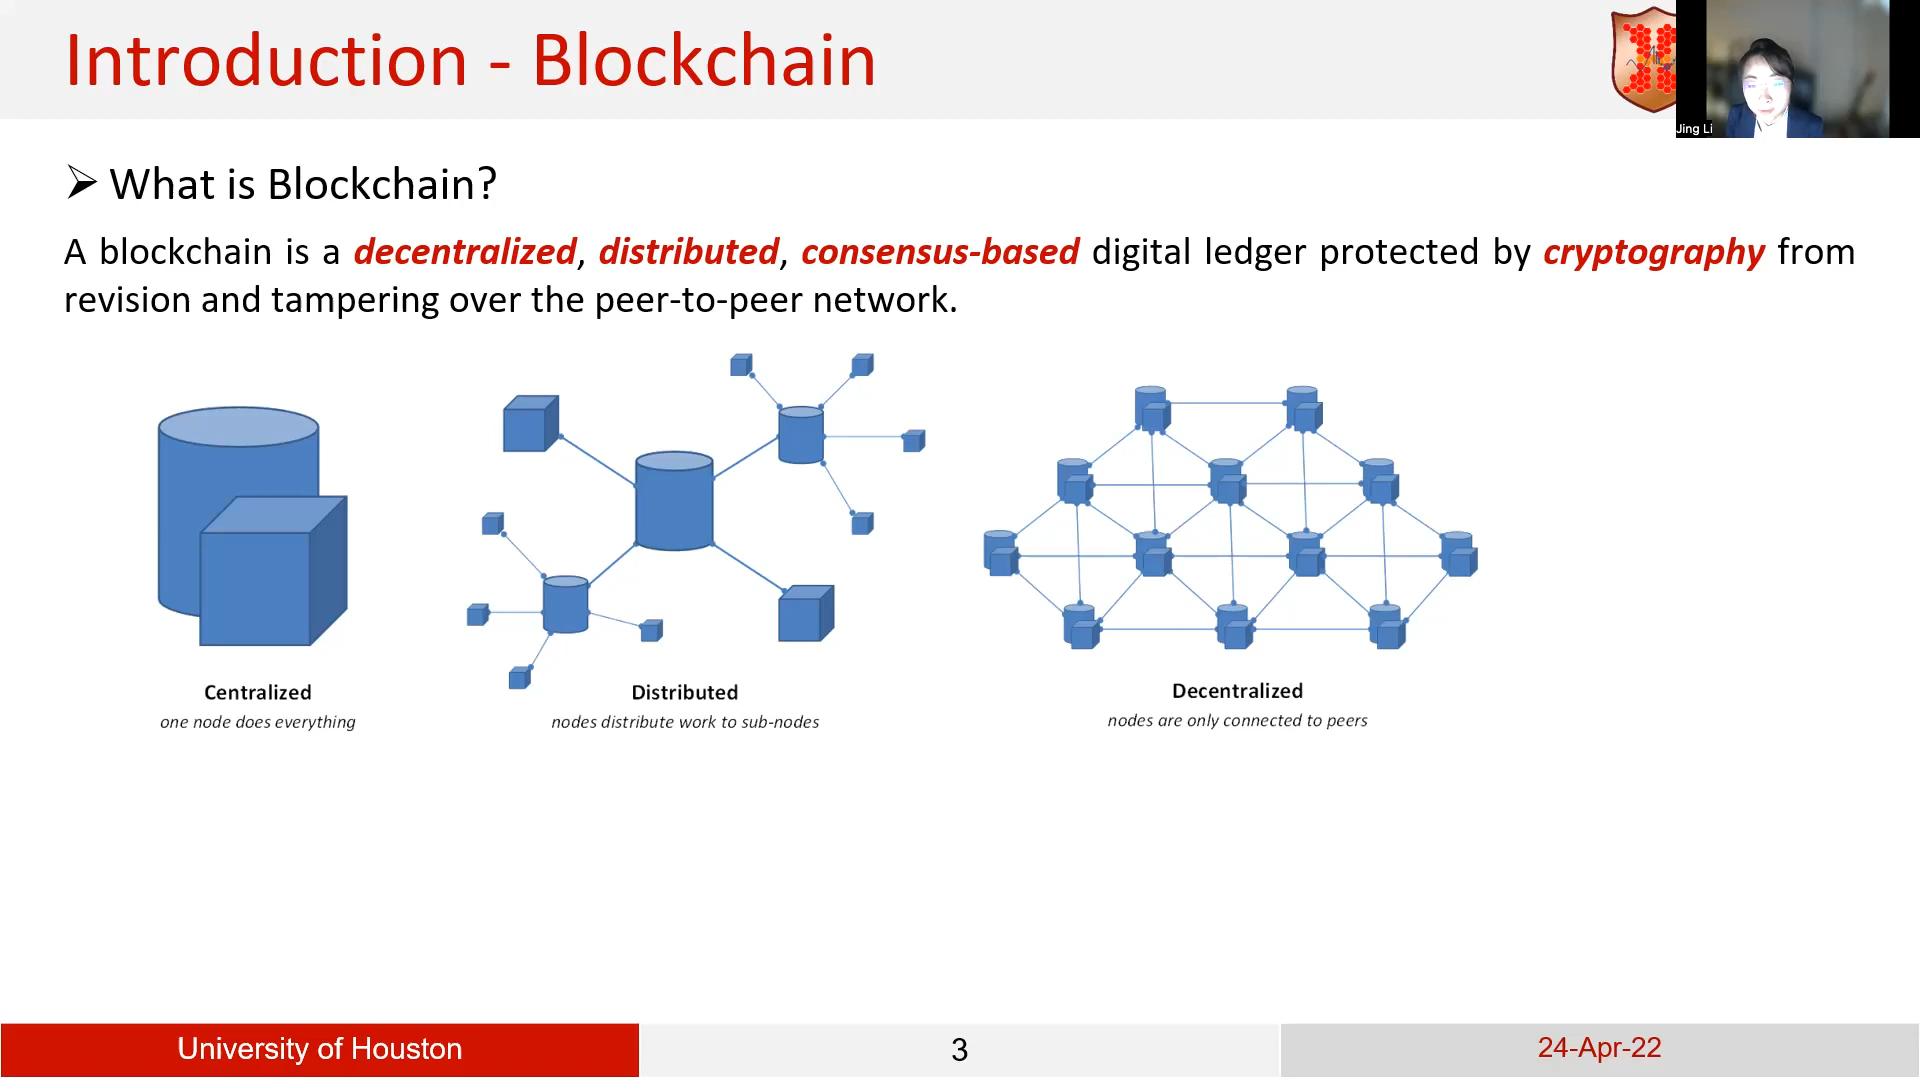 Introduction - Blockchain
Jing Li
What is Blockchain?
A blockchain is a decentralized, distributed, consensus-based digital ledger protected by cryptography from
revision and tampering over the peer-to-peer network.
Centralized
one node does everything
Distributed
nodes distribute work to sub-nodes
Decentralized
nodes are only connected to peers
University of Houston
3
24-Apr-22